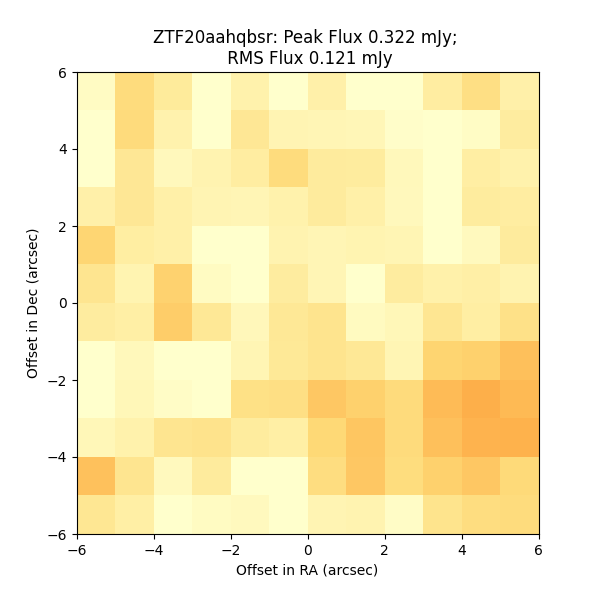 ZTF20aahqbsr: Peak Flux 0.322 mJy;
RMS Flux 0.121 mJy
6
4
2
0
−2
−4
−6
Offset in Dec (arcsec)
−6 −4 −2 0 2 4 6
Offset in RA (arcsec)